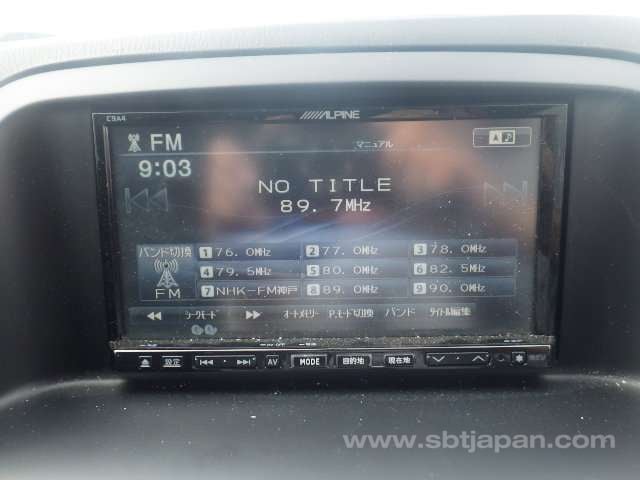 CSA4 ALPINE
FM マニュアル
9:03
NO TITLE
89.7MHz
バンド切換 1 76.0MHz 2 77.0MHz 3 78.0MHz
4 79.5MHz 5 80.0MHz 6 82.5MHz
FM 7 NHK-FM神戸 8 89.0MHz 9 90.0MHz
シークモード オートメモリー P.モード切換 バンド タイトル編集
設定 AV MODE 目的地 現在地
www.sbtjapan.com